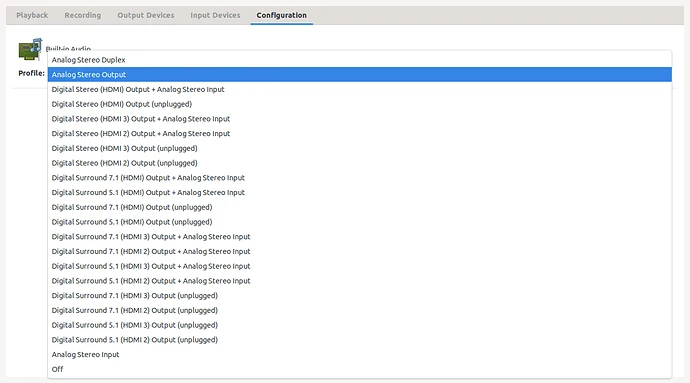 Playback Recording Output Devices Input Devices Configuration
Built-in Audio
Profile:
Analog Stereo Duplex
Analog Stereo Output
Digital Stereo (HDMI) Output + Analog Stereo Input
Digital Stereo (HDMI) Output (unplugged)
Digital Stereo (HDMI 3) Output + Analog Stereo Input
Digital Stereo (HDMI 2) Output + Analog Stereo Input
Digital Stereo (HDMI 3) Output (unplugged)
Digital Stereo (HDMI 2) Output (unplugged)
Digital Surround 7.1 (HDMI) Output + Analog Stereo Input
Digital Surround 5.1 (HDMI) Output + Analog Stereo Input
Digital Surround 7.1 (HDMI) Output (unplugged)
Digital Surround 5.1 (HDMI) Output (unplugged)
Digital Surround 7.1 (HDMI 3) Output + Analog Stereo Input
Digital Surround 7.1 (HDMI 2) Output + Analog Stereo Input
Digital Surround 5.1 (HDMI 3) Output + Analog Stereo Input
Digital Surround 5.1 (HDMI 2) Output + Analog Stereo Input
Digital Surround 7.1 (HDMI 3) Output (unplugged)
Digital Surround 7.1 (HDMI 2) Output (unplugged)
Digital Surround 5.1 (HDMI 3) Output (unplugged)
Digital Surround 5.1 (HDMI 2) Output (unplugged)
Analog Stereo Input
Off